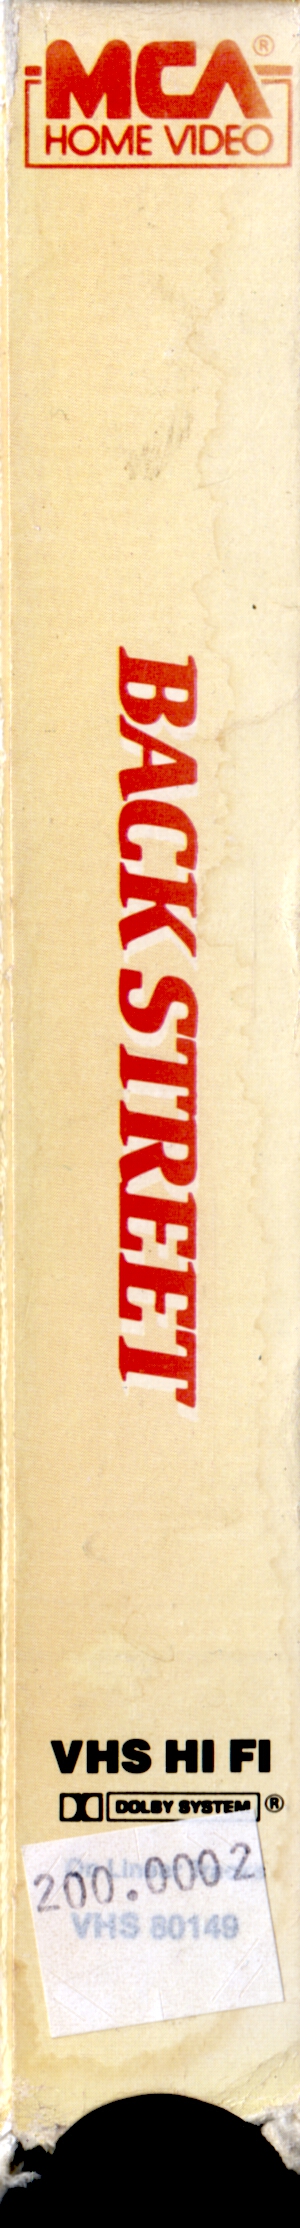 MCA®
HOME VIDEO
BACK STREET
VHS HI FI
DOLBY SYSTEM ®
200.0002
VHS 80149